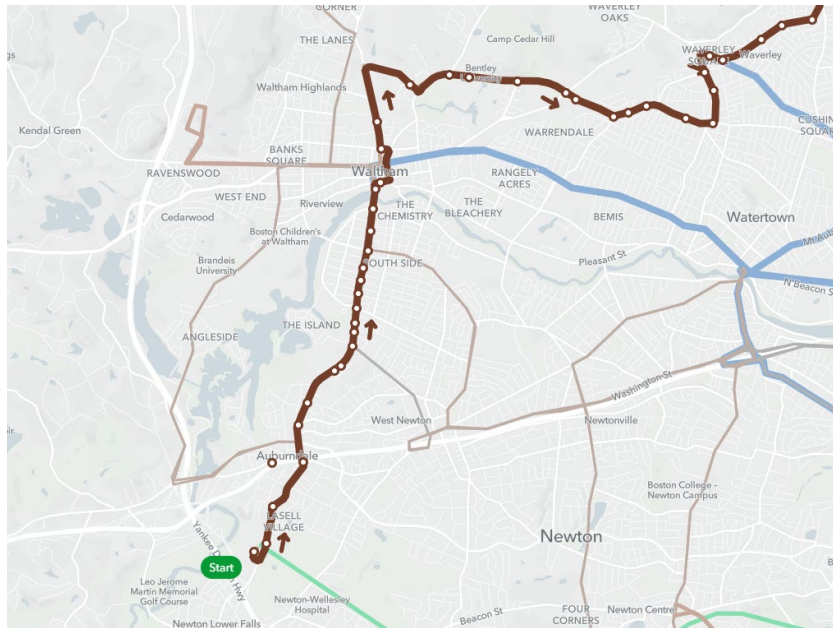 CORNER
WAVERLEY
OAKS
THE LANES
Camp Cedar Hill
WAVERLEY
Waverley
Bentley
Waltham Highlands
CUSHING
SQUARE
Kendal Green
WARRENDALE
BANKS
SQUARE
RAVENSWOOD
Waltham
RANGELY
ACRES
WEST END
Riverview
THE
CHEMISTRY
THE
BLEACHERY
Cedarwood
BEMIS
Watertown
Boston Children's
at Waltham
Brandeis
University
SOUTH SIDE
Pleasant St
N Beacon St
THE ISLAND
ANGLESIDE
Washington St
West Newton
Newtonville
Auburndale
Boston College –
Newton Campus
LASELL
VILLAGE
Newton
Start
Leo Jerome
Martin Memorial
Golf Course
Newton-Wellesley
Hospital
Newton Lower Falls
Beacon St
FOUR
CORNERS
Newton Centre